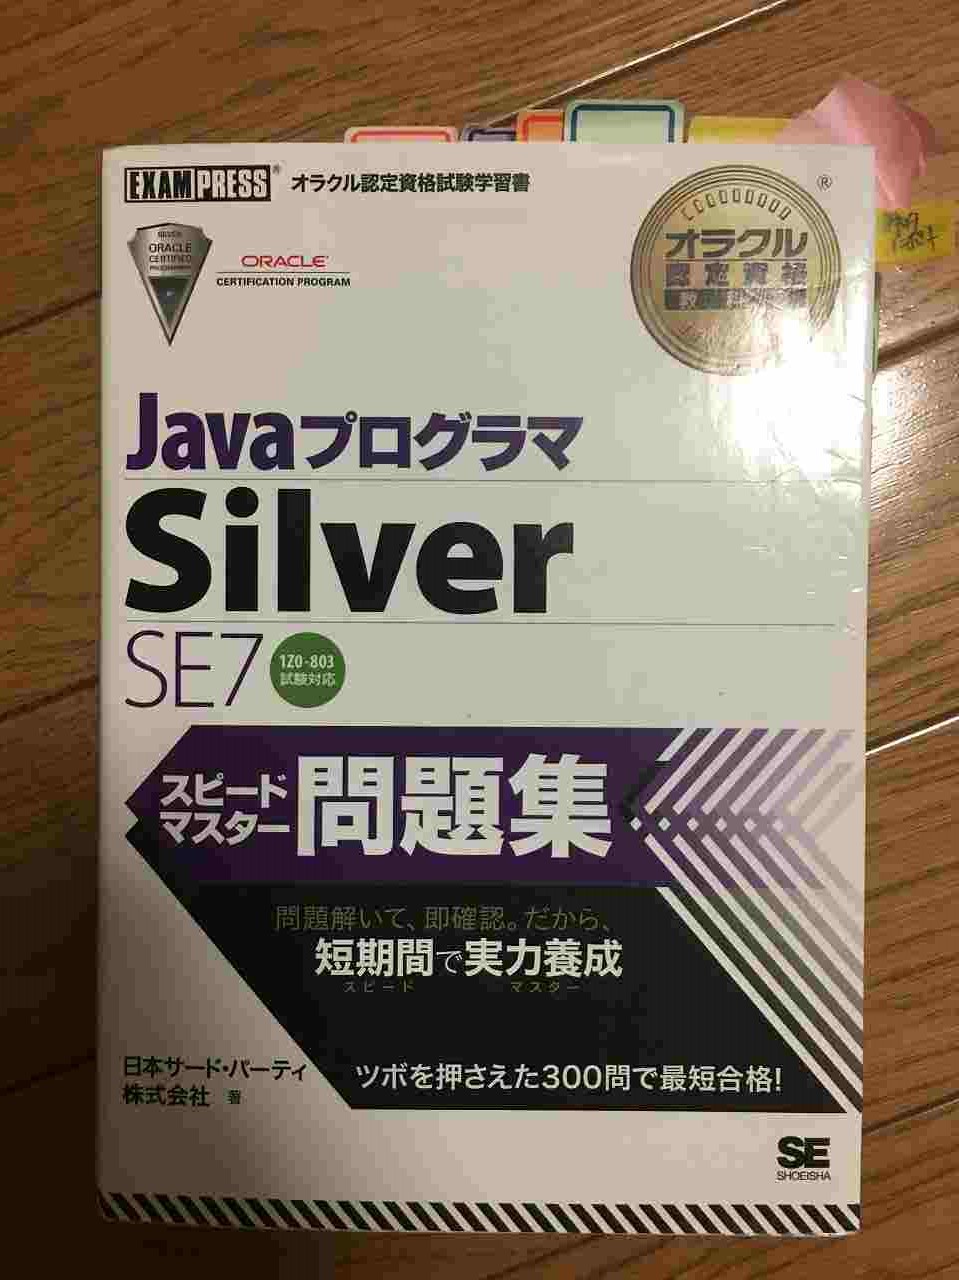 EXAMPRESS® オラクル認定資格試験学習書
SILVER
ORACLE
CERTIFIED
PROGRAMMER
ORACLE
CERTIFICATION PROGRAM
オラクル
認定資格
®
Javaプログラマ
Silver
SE7
1Z0-803
試験対応
スピード
マスター
問題集
問題解いて、即確認。だから、
短期間で実力養成
スピード マスター
日本サード・パーティ
株式会社 著
ツボを押さえた300問で最短合格!
SE
SHOEISHA